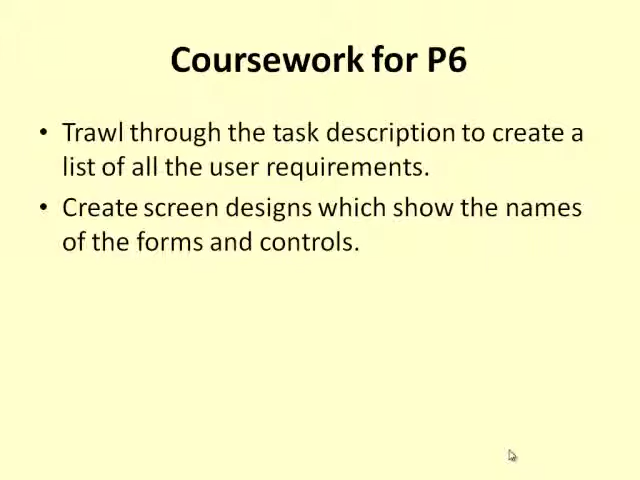 Coursework for P6
• Trawl through the task description to create a
list of all the user requirements.
• Create screen designs which show the names
of the forms and controls.